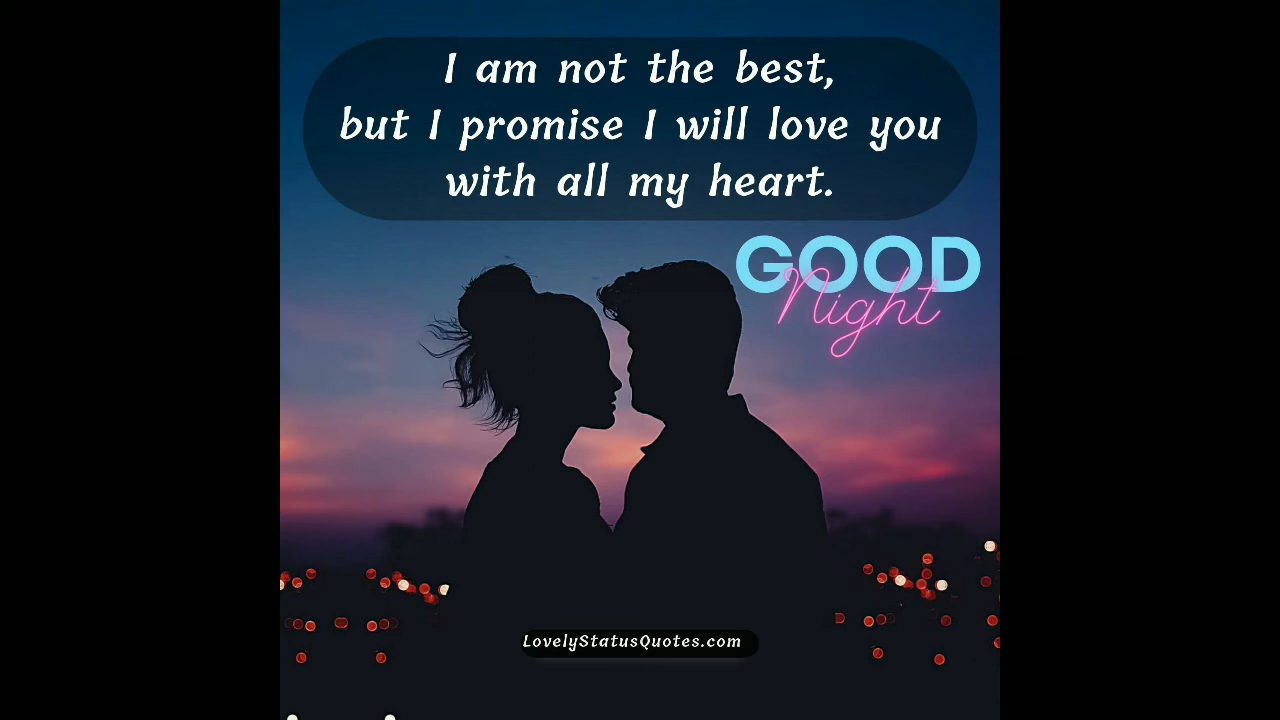 I am not the best,
but I promise I will love you
with all my heart.
GOOD
Night
LovelyStatusQuotes.com